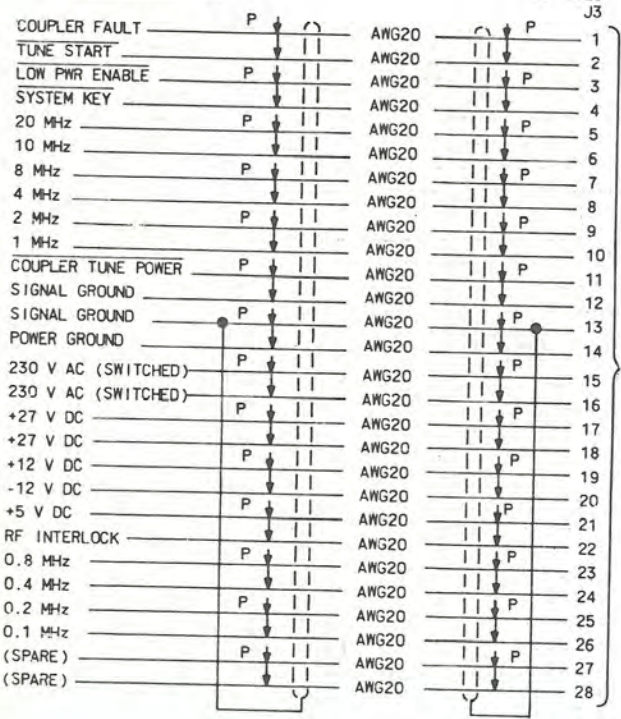 J3
COUPLER FAULT P AWG20 P 1
TUNE START AWG20 2
LOW PWR ENABLE P AWG20 P 3
SYSTEM KEY AWG20 4
20 MHz P AWG20 P 5
10 MHz AWG20 6
8 MHz P AWG20 P 7
4 MHz AWG20 8
2 MHz P AWG20 P 9
1 MHz AWG20 10
COUPLER TUNE POWER P AWG20 P 11
SIGNAL GROUND AWG20 12
SIGNAL GROUND P AWG20 P 13
POWER GROUND AWG20 14
230 V AC (SWITCHED) P AWG20 P 15
230 V AC (SWITCHED) AWG20 16
+27 V DC P AWG20 P 17
+27 V DC AWG20 18
+12 V DC P AWG20 P 19
-12 V DC AWG20 20
+5 V DC P AWG20 P 21
RF INTERLOCK AWG20 22
0.8 MHz P AWG20 P 23
0.4 MHz AWG20 24
0.2 MHz P AWG20 P 25
0.1 MHz AWG20 26
(SPARE) P AWG20 P 27
(SPARE) AWG20 28